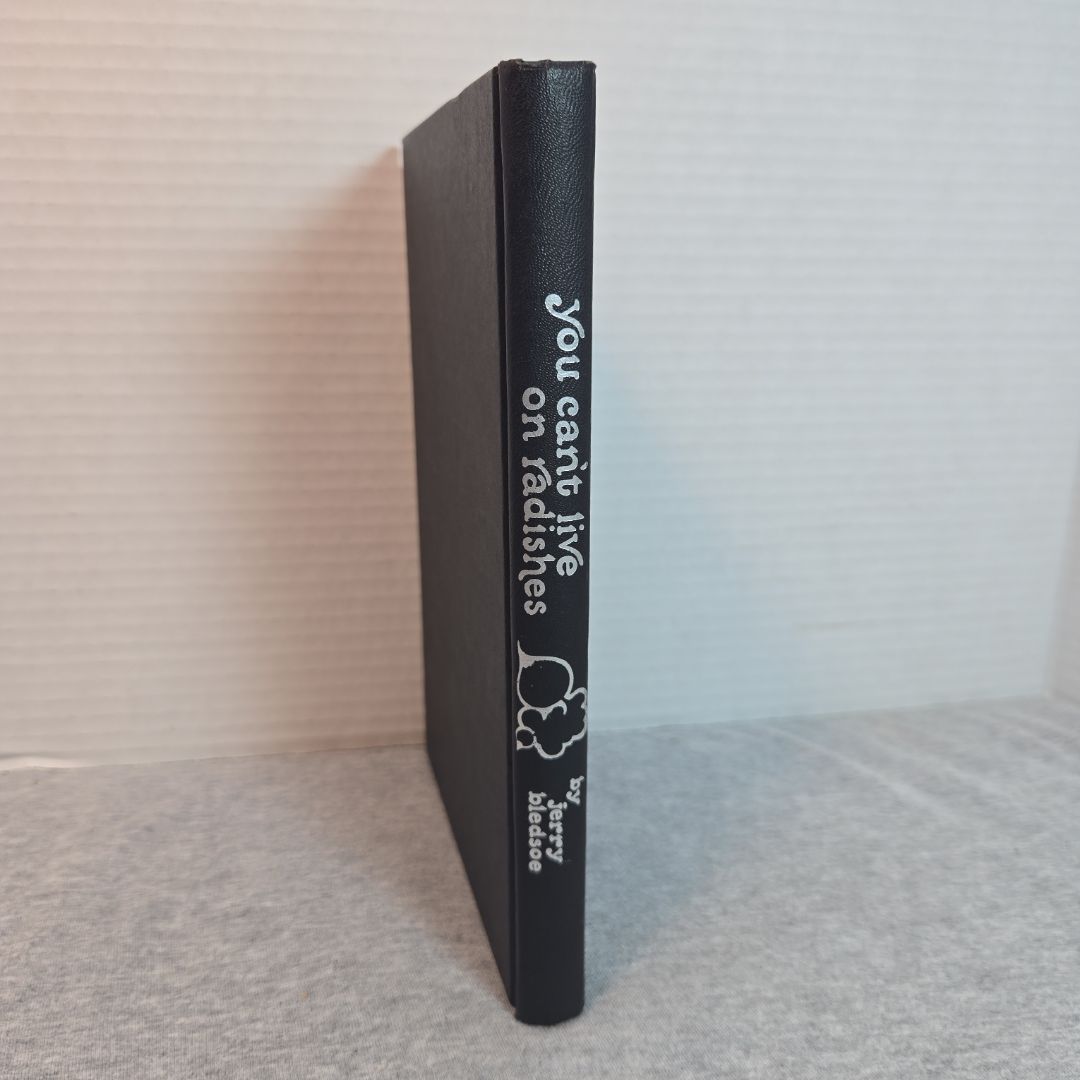 you can't live
on radishes
by
jerry
bledsoe